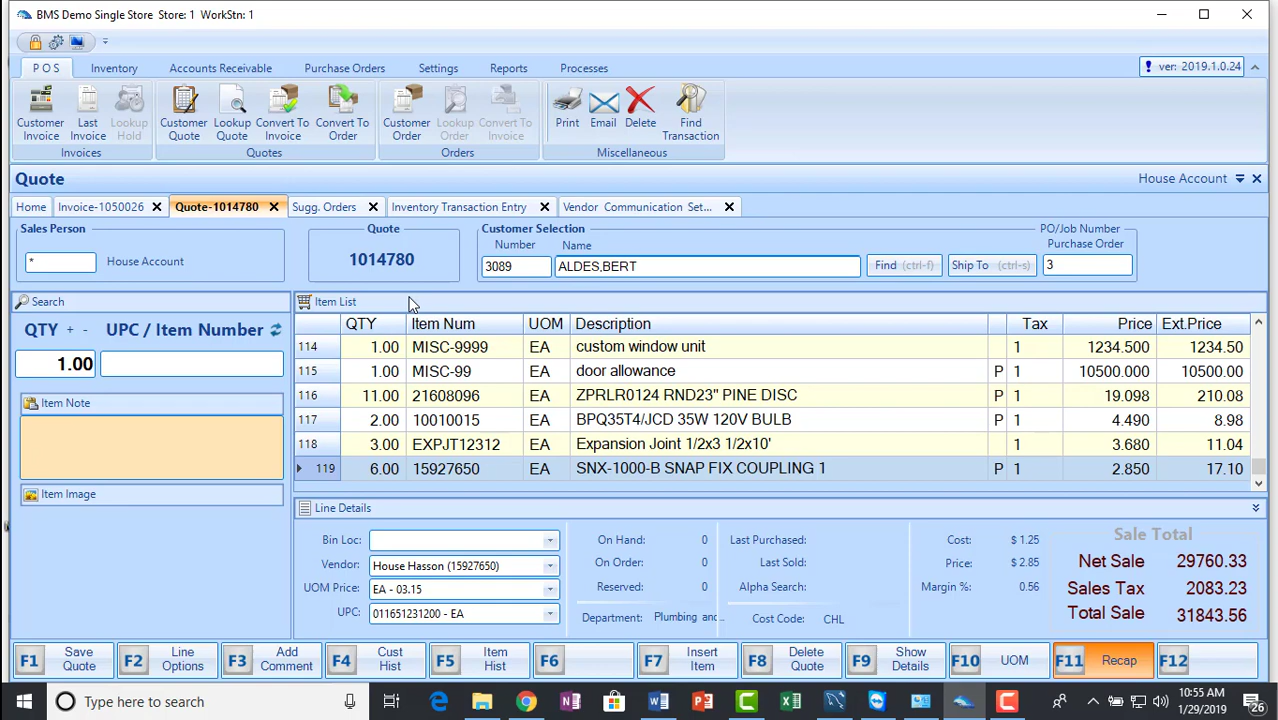 BMS Demo Single Store Store: 1 WorkStn: 1
P O S Inventory Accounts Receivable Purchase Orders Settings Reports Processes ! ver: 2019.1.0.24
Customer Invoice Last Invoice Lookup Hold Customer Quote Lookup Quote Convert To Invoice Convert To Order Customer Order Lookup Order Convert To Invoice Print Email Delete Find Transaction
Invoices Quotes Orders Miscellaneous
Quote House Account
Home Invoice-1050026 Quote-1014780 Sugg. Orders Inventory Transaction Entry Vendor Communication Set...
Sales Person Quote Customer Selection PO/Job Number
Number Name Purchase Order
* House Account 1014780 3089 ALDES,BERT Find (ctrl-f) Ship To (ctrl-s) 3
Search Item List
QTY + - UPC / Item Number
1.00
Item Note
Item Image
QTY Item Num UOM Description Tax Price Ext.Price
114 1.00 MISC-9999 EA custom window unit 1 1234.500 1234.50
115 1.00 MISC-99 EA door allowance P 1 10500.000 10500.00
116 11.00 21608096 EA ZPRLR0124 RND23" PINE DISC P 1 19.098 210.08
117 2.00 10010015 EA BPQ35T4/JCD 35W 120V BULB P 1 4.490 8.98
118 3.00 EXPJT12312 EA Expansion Joint 1/2x3 1/2x10' 1 3.680 11.04
119 6.00 15927650 EA SNX-1000-B SNAP FIX COUPLING 1 P 1 2.850 17.10
Line Details
Bin Loc: On Hand: 0 Last Purchased: Cost: $ 1.25 Sale Total
Vendor: House Hasson (15927650) On Order: 0 Last Sold: Price: $ 2.85 Net Sale 29760.33
UOM Price: EA - 03.15 Reserved: 0 Alpha Search: Margin %: 0.56 Sales Tax 2083.23
UPC: 011651231200 - EA Department: Plumbing and... Cost Code: CHL Total Sale 31843.56
F1 Save Quote F2 Line Options F3 Add Comment F4 Cust Hist F5 Item Hist F6 F7 Insert Item F8 Delete Quote F9 Show Details F10 UOM F11 Recap F12
Type here to search 10:55 AM
1/29/2019 26